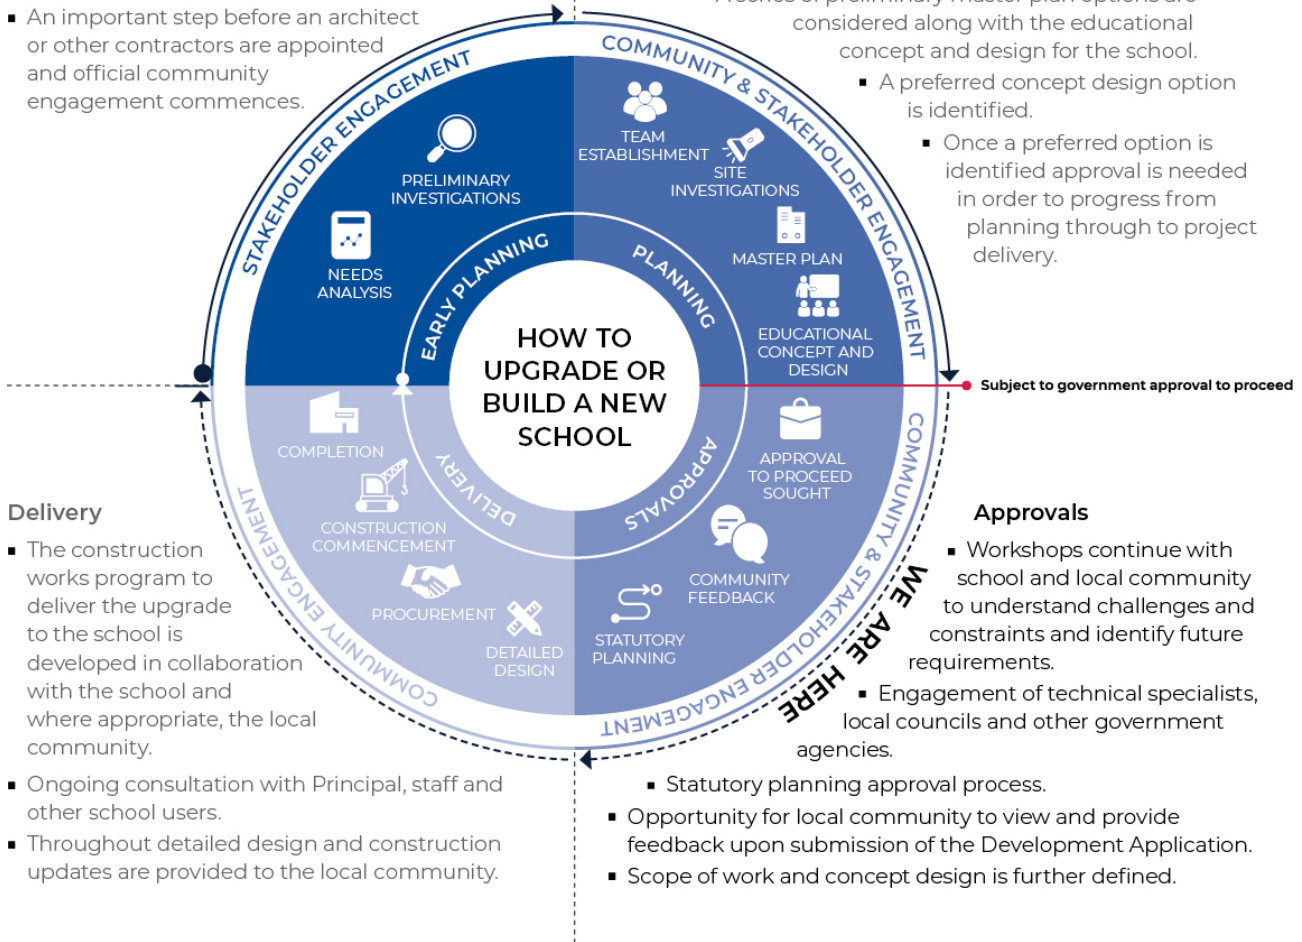 ▪ An important step before an architect
or other contractors are appointed
and official community
engagement commences.
considered along with the educational
concept and design for the school.
▪ A preferred concept design option
is identified.
▪ Once a preferred option is
identified approval is needed
in order to progress from
planning through to project
delivery.
STAKEHOLDER ENGAGEMENT
COMMUNITY & STAKEHOLDER ENGAGEMENT
PRELIMINARY
INVESTIGATIONS
NEEDS
ANALYSIS
EARLY PLANNING
TEAM
ESTABLISHMENT
SITE
INVESTIGATIONS
MASTER PLAN
EDUCATIONAL
CONCEPT AND
DESIGN
PLANNING
HOW TO
UPGRADE OR
BUILD A NEW
SCHOOL
Subject to government approval to proceed
APPROVAL
TO PROCEED
SOUGHT
COMMUNITY
FEEDBACK
STATUTORY
PLANNING
APPROVALS
COMMUNITY & STAKEHOLDER ENGAGEMENT
WE ARE HERE
COMPLETION
CONSTRUCTION
COMMENCEMENT
PROCUREMENT
DETAILED
DESIGN
DELIVERY
COMMUNITY ENGAGEMENT
Delivery
▪ The construction
works program to
deliver the upgrade
to the school is
developed in collaboration
with the school and
where appropriate, the local
community.
▪ Ongoing consultation with Principal, staff and
other school users.
▪ Throughout detailed design and construction
updates are provided to the local community.
Approvals
▪ Workshops continue with
school and local community
to understand challenges and
constraints and identify future
requirements.
▪ Engagement of technical specialists,
local councils and other government
agencies.
▪ Statutory planning approval process.
▪ Opportunity for local community to view and provide
feedback upon submission of the Development Application.
▪ Scope of work and concept design is further defined.